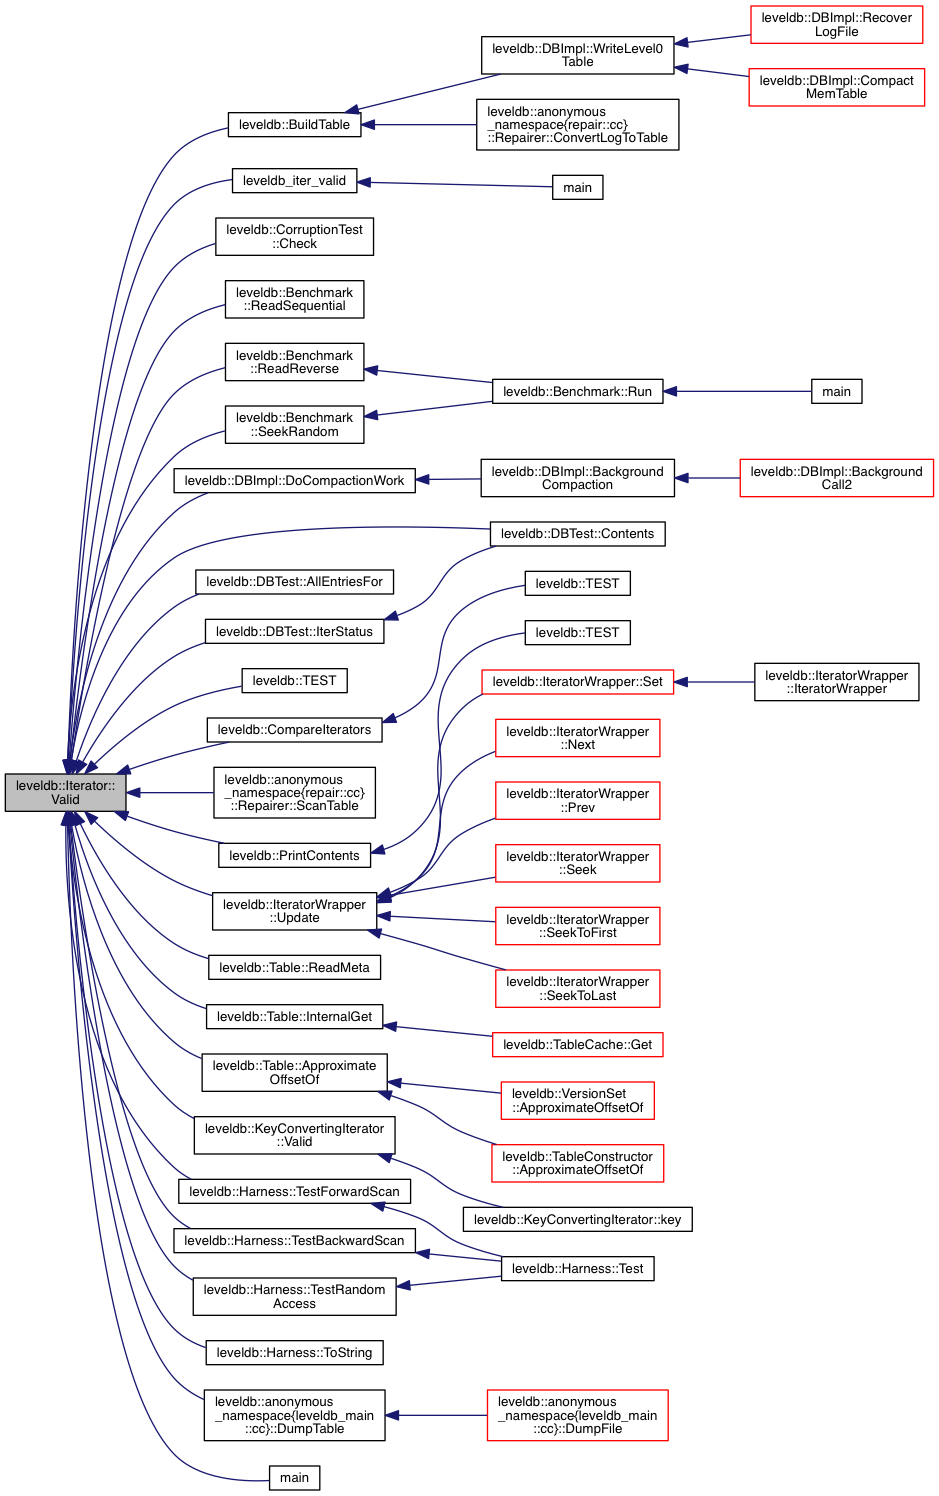 leveldb::DBImpl::Recover
LogFile
leveldb::DBImpl::WriteLevel0
Table
leveldb::DBImpl::Compact
MemTable
leveldb::BuildTable
leveldb::anonymous
_namespace{repair::cc}
::Repairer::ConvertLogToTable
leveldb_iter_valid
main
leveldb::CorruptionTest
::Check
leveldb::Benchmark
::ReadSequential
leveldb::Benchmark
::ReadReverse
leveldb::Benchmark::Run
main
leveldb::Benchmark
::SeekRandom
leveldb::DBImpl::DoCompactionWork
leveldb::DBImpl::Background
Compaction
leveldb::DBImpl::Background
Call2
leveldb::DBTest::Contents
leveldb::DBTest::AllEntriesFor
leveldb::TEST
leveldb::DBTest::IterStatus
leveldb::TEST
leveldb::TEST
leveldb::IteratorWrapper::Set
leveldb::IteratorWrapper
::IteratorWrapper
leveldb::CompareIterators
leveldb::IteratorWrapper
::Next
leveldb::Iterator::
Valid
leveldb::anonymous
_namespace{repair::cc}
::Repairer::ScanTable
leveldb::IteratorWrapper
::Prev
leveldb::PrintContents
leveldb::IteratorWrapper
::Seek
leveldb::IteratorWrapper
::Update
leveldb::IteratorWrapper
::SeekToFirst
leveldb::Table::ReadMeta
leveldb::IteratorWrapper
::SeekToLast
leveldb::Table::InternalGet
leveldb::TableCache::Get
leveldb::Table::Approximate
OffsetOf
leveldb::VersionSet
::ApproximateOffsetOf
leveldb::KeyConvertingIterator
::Valid
leveldb::TableConstructor
::ApproximateOffsetOf
leveldb::Harness::TestForwardScan
leveldb::KeyConvertingIterator::key
leveldb::Harness::TestBackwardScan
leveldb::Harness::Test
leveldb::Harness::TestRandom
Access
leveldb::Harness::ToString
leveldb::anonymous
_namespace{leveldb_main
::cc}::DumpTable
leveldb::anonymous
_namespace{leveldb_main
::cc}::DumpFile
main